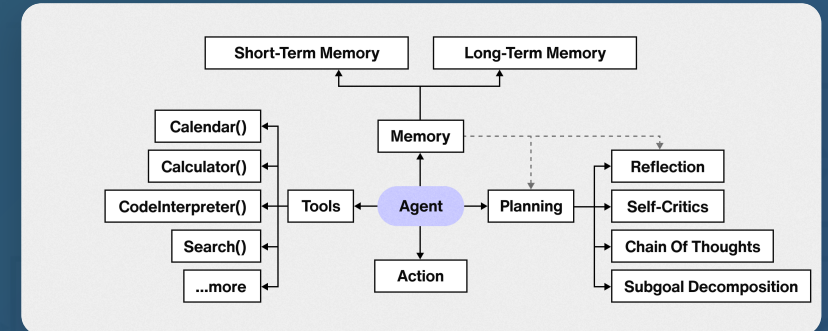 Short-Term Memory
Long-Term Memory
Calendar()
Memory
Calculator()
Reflection
CodeInterpreter()
Tools
Agent
Planning
Self-Critics
Search()
Chain Of Thoughts
Action
...more
Subgoal Decomposition